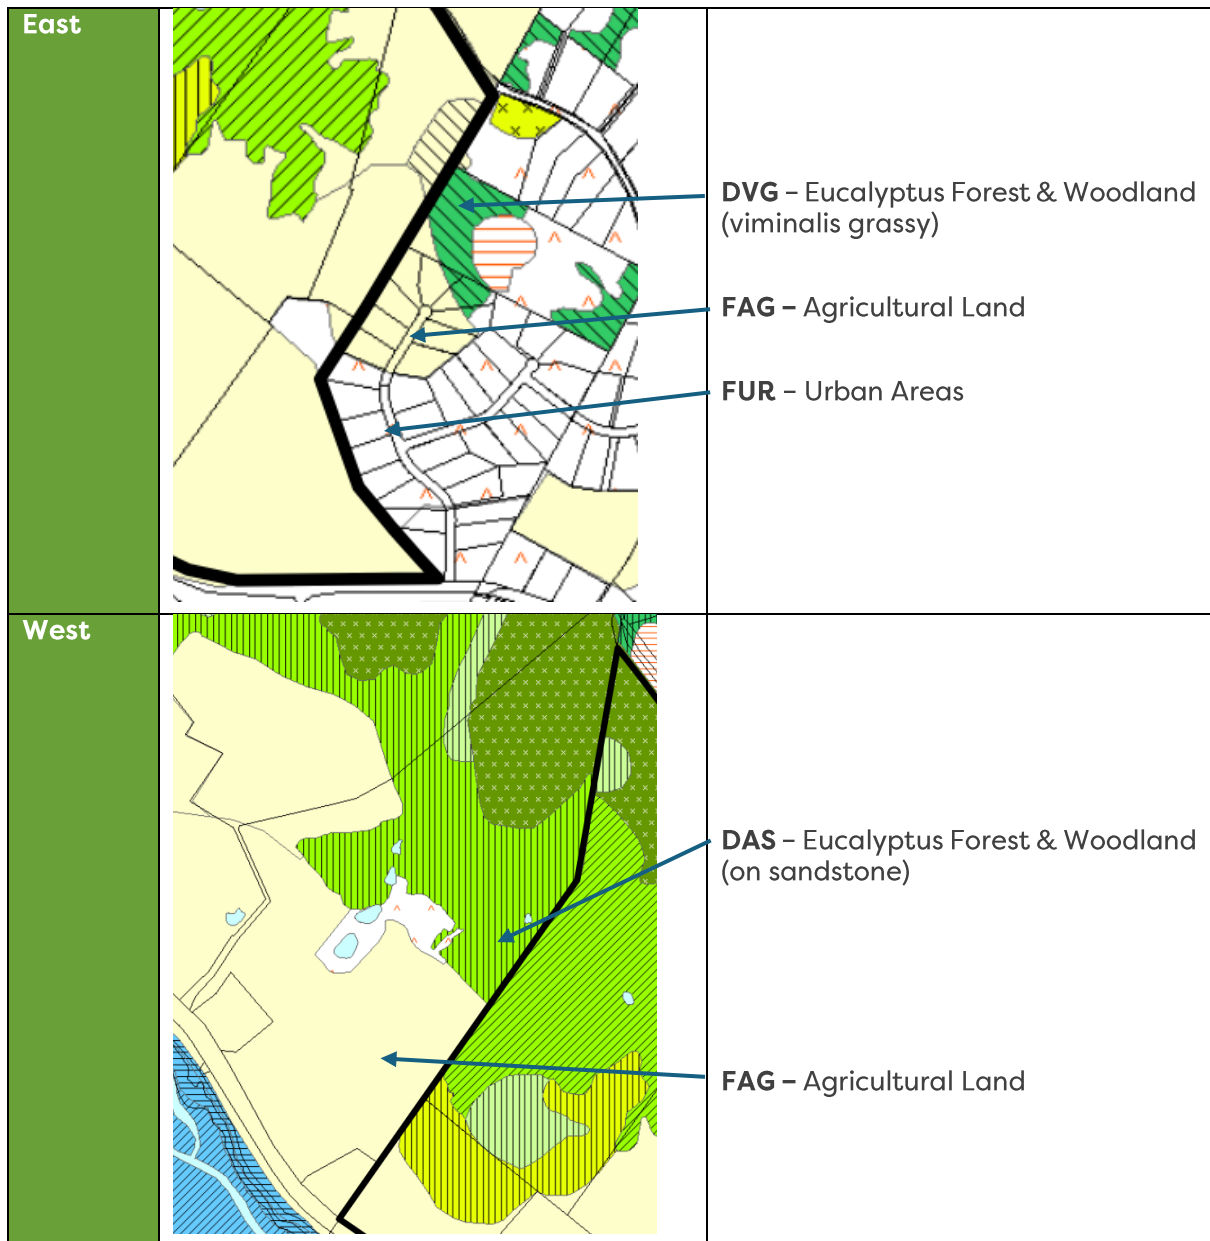 East
DVG – Eucalyptus Forest & Woodland
(viminalis grassy)
FAG – Agricultural Land
FUR – Urban Areas
West
DAS – Eucalyptus Forest & Woodland
(on sandstone)
FAG – Agricultural Land